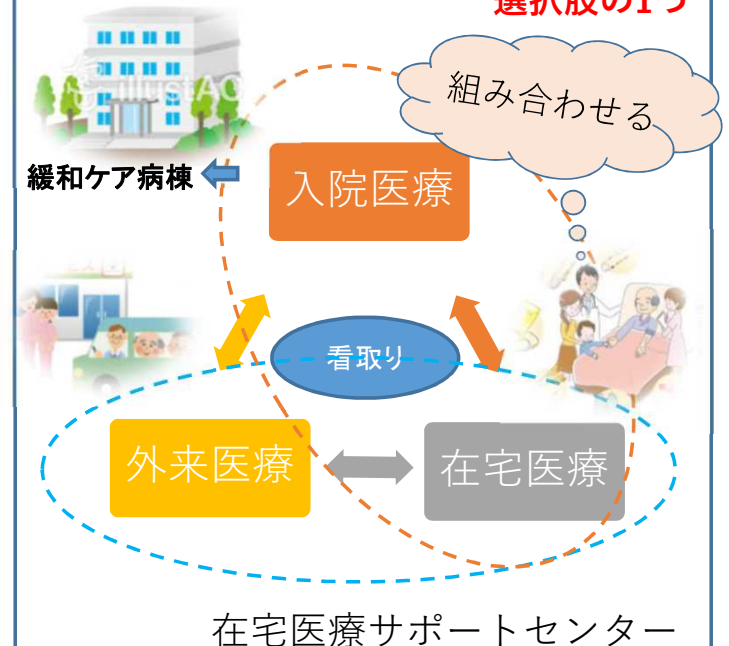 選択肢の1つ
illustAC
組み合わせる
緩和ケア病棟
入院医療
看取り
外来医療
在宅医療
在宅医療サポートセンター